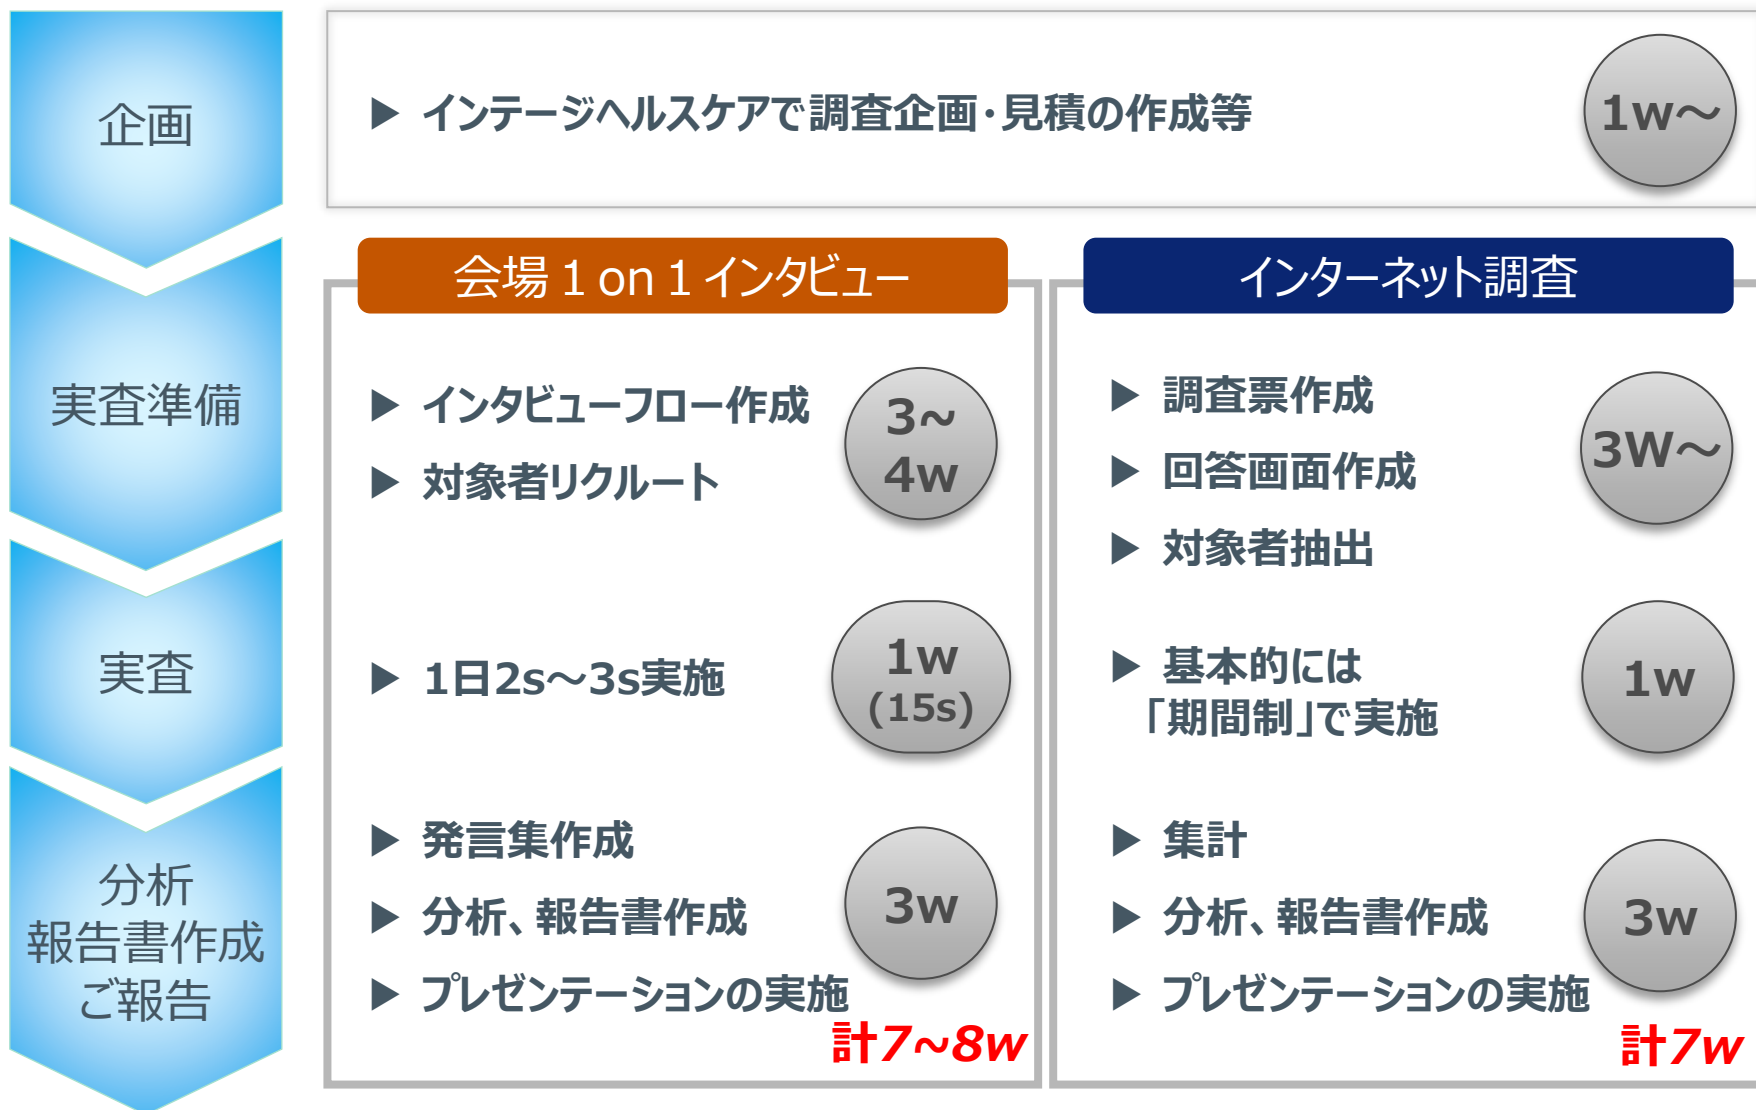 企画
▶ インテージヘルスケアで調査企画・見積の作成等
1w～
実査準備
会場１on１インタビュー
▶ インタビューフロー作成
▶ 対象者リクルート
3~
4w
インターネット調査
▶ 調査票作成
▶ 回答画面作成
▶ 対象者抽出
3W～
実査
▶ 1日2s～3s実施
1w
(15s)
▶ 基本的には
「期間制」で実施
1w
分析
報告書作成
ご報告
▶ 発言集作成
▶ 分析、報告書作成
▶ プレゼンテーションの実施
3w
計7~8w
▶ 集計
▶ 分析、報告書作成
▶ プレゼンテーションの実施
3w
計7w